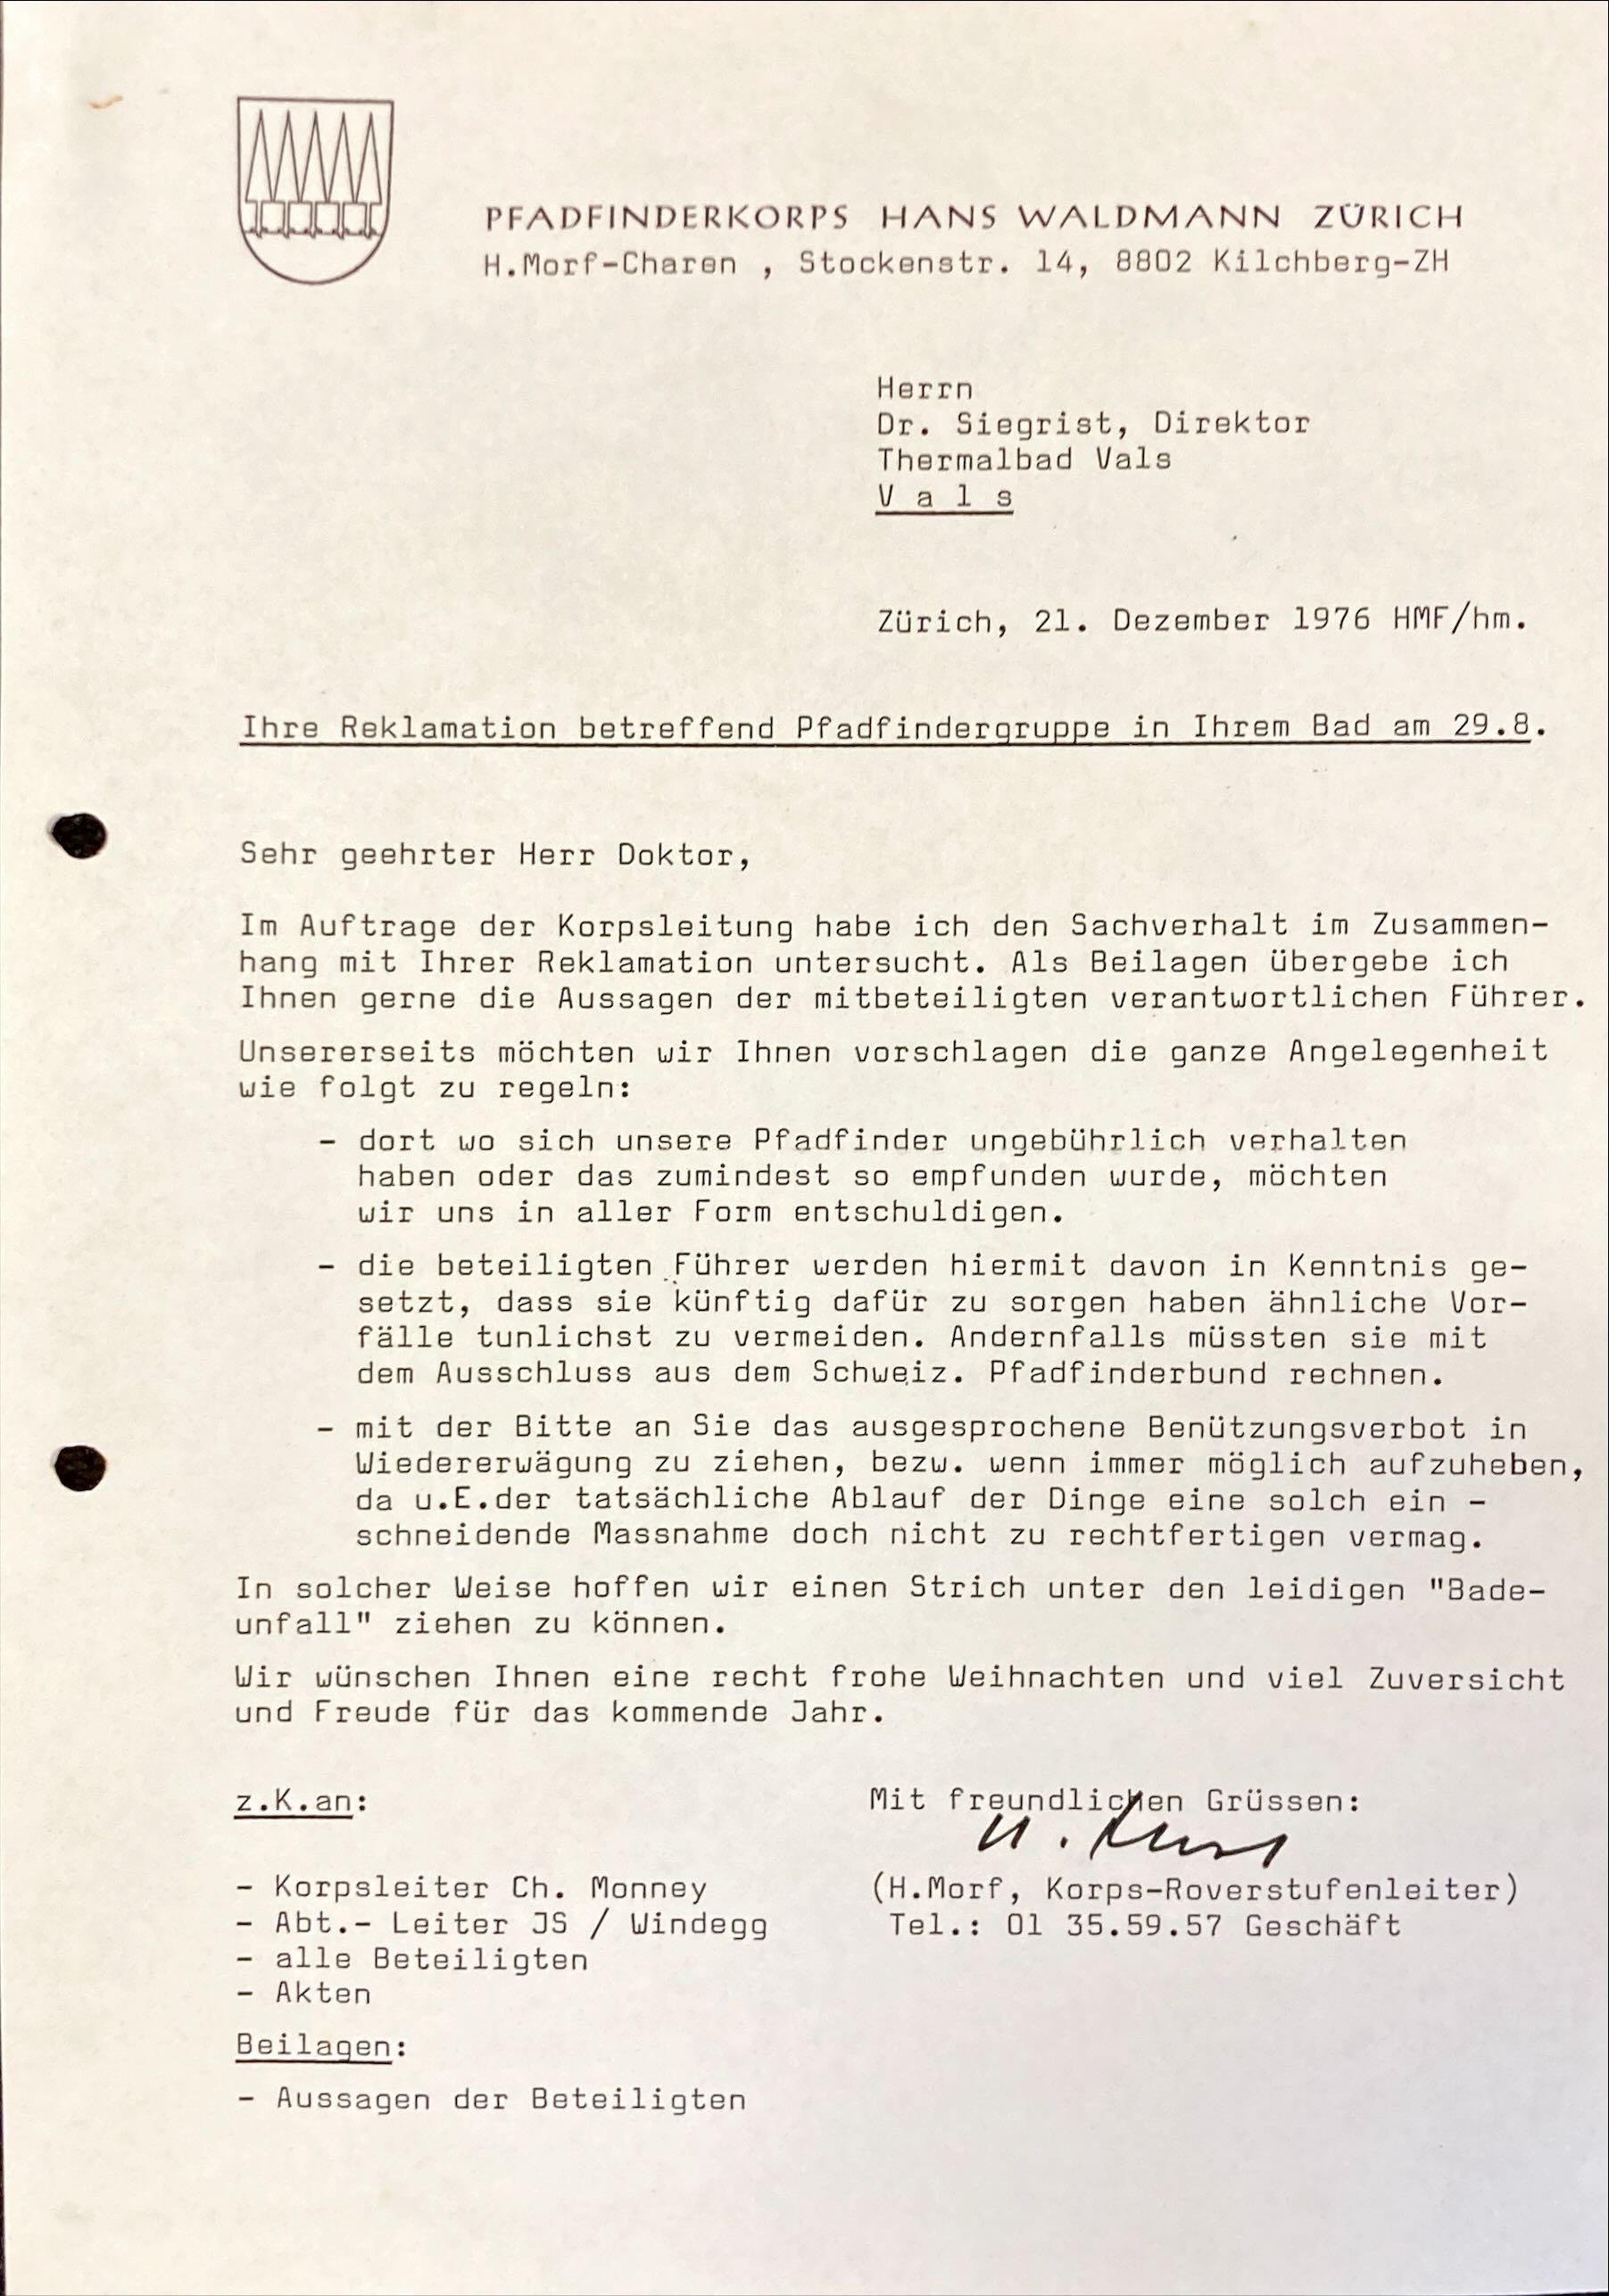 PFADFINDERKORPS HANS WALDMANN ZÜRICH
H.Morf-Charen , Stockenstr. 14, 8802 Kilchberg-ZH
Herrn
Dr. Siegrist, Direktor
Thermalbad Vals
V a l s
Zürich, 21. Dezember 1976 HMF/hm.
Ihre Reklamation betreffend Pfadfindergruppe in Ihrem Bad am 29.8.
Sehr geehrter Herr Doktor,
Im Auftrage der Korpsleitung habe ich den Sachverhalt im Zusammen-
hang mit Ihrer Reklamation untersucht. Als Beilagen übergebe ich
Ihnen gerne die Aussagen der mitbeteiligten verantwortlichen Führer.
Unsererseits möchten wir Ihnen vorschlagen die ganze Angelegenheit
wie folgt zu regeln:
- dort wo sich unsere Pfadfinder ungebührlich verhalten
haben oder das zumindest so empfunden wurde, möchten
wir uns in aller Form entschuldigen.
- die beteiligten Führer werden hiermit davon in Kenntnis ge-
setzt, dass sie künftig dafür zu sorgen haben ähnliche Vor-
fälle tunlichst zu vermeiden. Andernfalls müssten sie mit
dem Ausschluss aus dem Schweiz. Pfadfinderbund rechnen.
- mit der Bitte an Sie das ausgesprochene Benützungsverbot in
Wiedererwägung zu ziehen, bezw. wenn immer möglich aufzuheben,
da u.E.der tatsächliche Ablauf der Dinge eine solch ein -
schneidende Massnahme doch nicht zu rechtfertigen vermag.
In solcher Weise hoffen wir einen Strich unter den leidigen "Bade-
unfall" ziehen zu können.
Wir wünschen Ihnen eine recht frohe Weihnachten und viel Zuversicht
und Freude für das kommende Jahr.
z.K.an:
- Korpsleiter Ch. Monney
- Abt.- Leiter JS / Windegg
- alle Beteiligten
- Akten
Beilagen:
- Aussagen der Beteiligten
Mit freundlichen Grüssen:
H. Morf
(H.Morf, Korps-Roverstufenleiter)
Tel.: 01 35.59.57 Geschäft